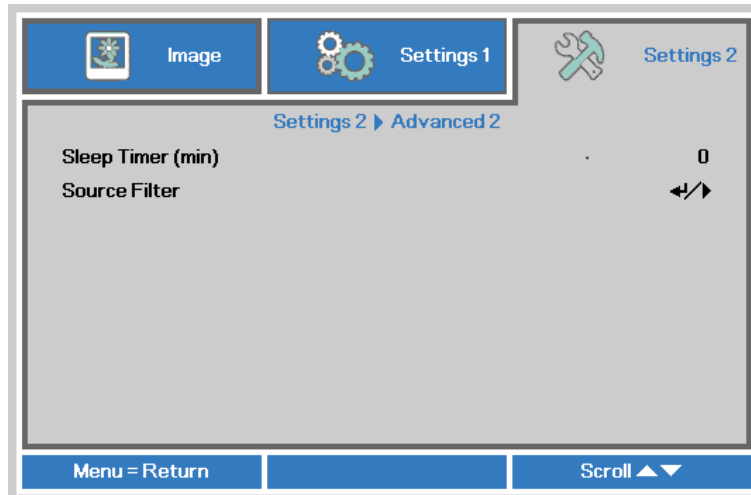 Image
Settings 1
Settings 2
Settings 2 ▶ Advanced 2
Sleep Timer (min) 0
Source Filter ↵/▶
Menu = Return
Scroll ▲▼